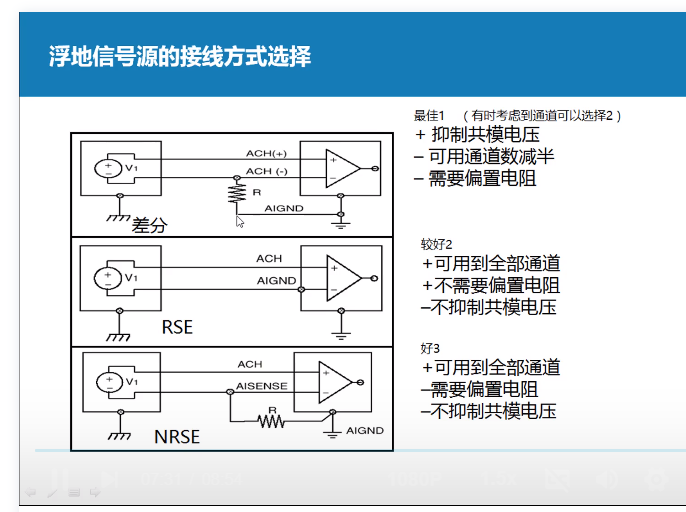 浮地信号源的接线方式选择
最佳1 （有时考虑到通道可以选择2）
+ 抑制共模电压
– 可用通道数减半
– 需要偏置电阻
ACH(+)
V1
ACH (-)
R
AIGND
差分
较好2
+可用到全部通道
+不需要偏置电阻
–不抑制共模电压
ACH
V1
AIGND
RSE
好3
+可用到全部通道
–需要偏置电阻
–不抑制共模电压
ACH
V1
AISENSE
R
AIGND
NRSE